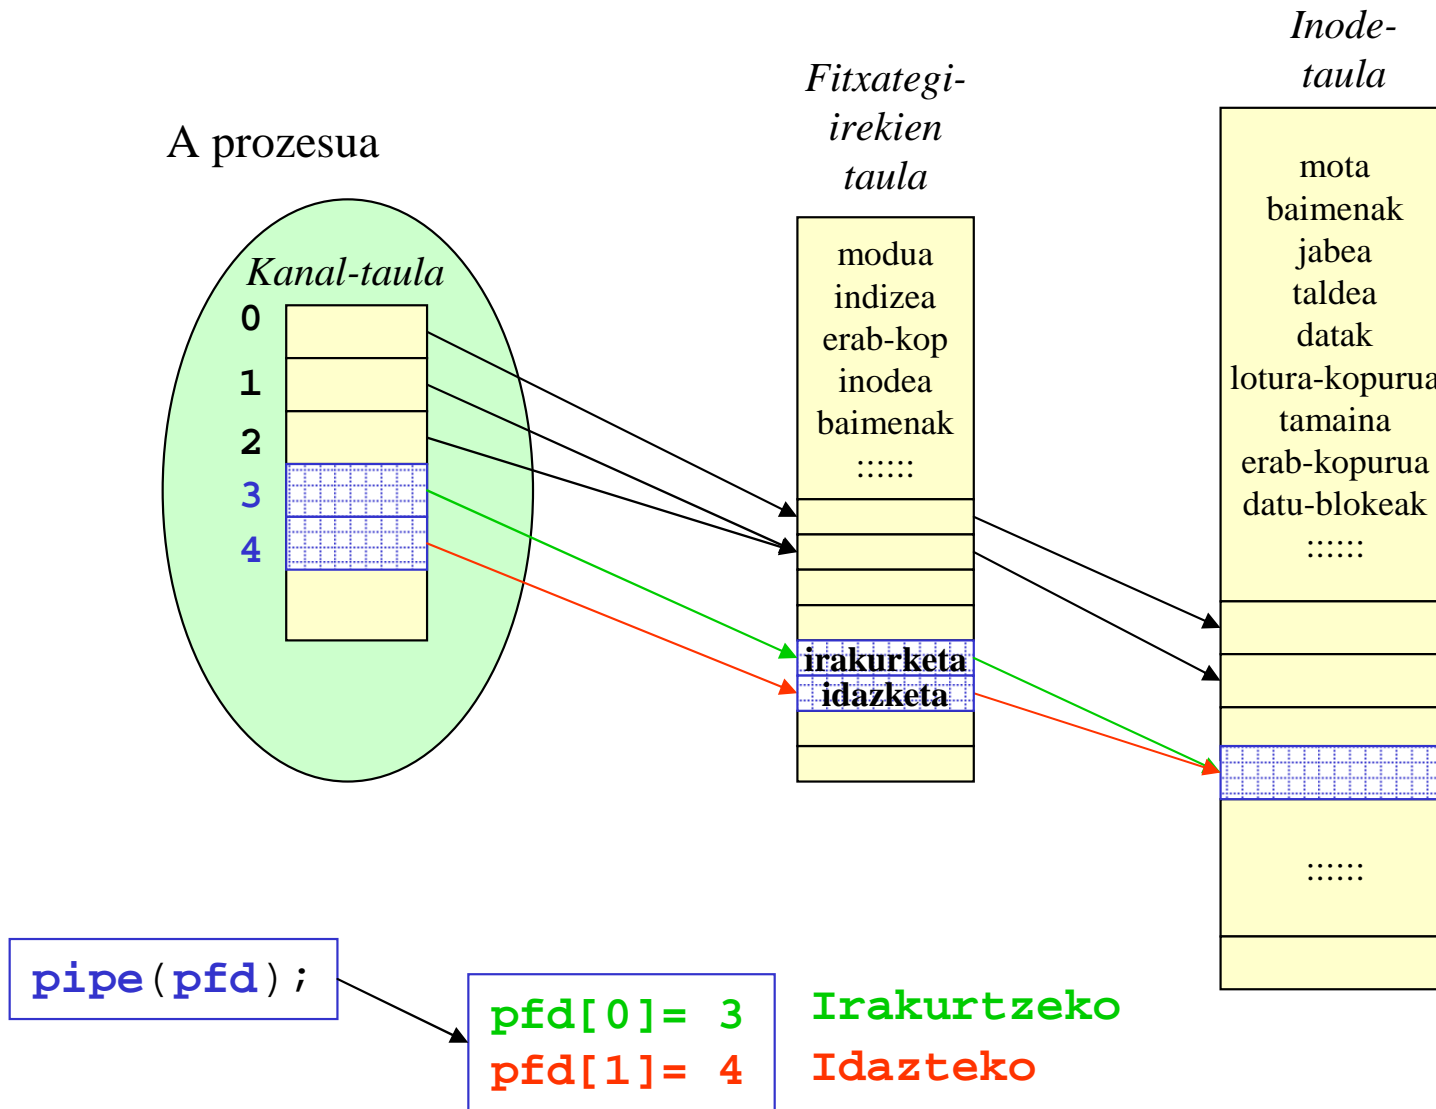 A prozesua
Kanal-taula
0
1
2
3
4
Fitxategi-
irekien
taula
modua
indizea
erab-kop
inodea
baimenak
::::::
irakurketa
idazketa
Inode-
taula
mota
baimenak
jabea
taldea
datak
lotura-kopurua
tamaina
erab-kopurua
datu-blokeak
::::::
::::::
pipe(pfd);
pfd[0]= 3 Irakurtzeko
pfd[1]= 4 Idazteko